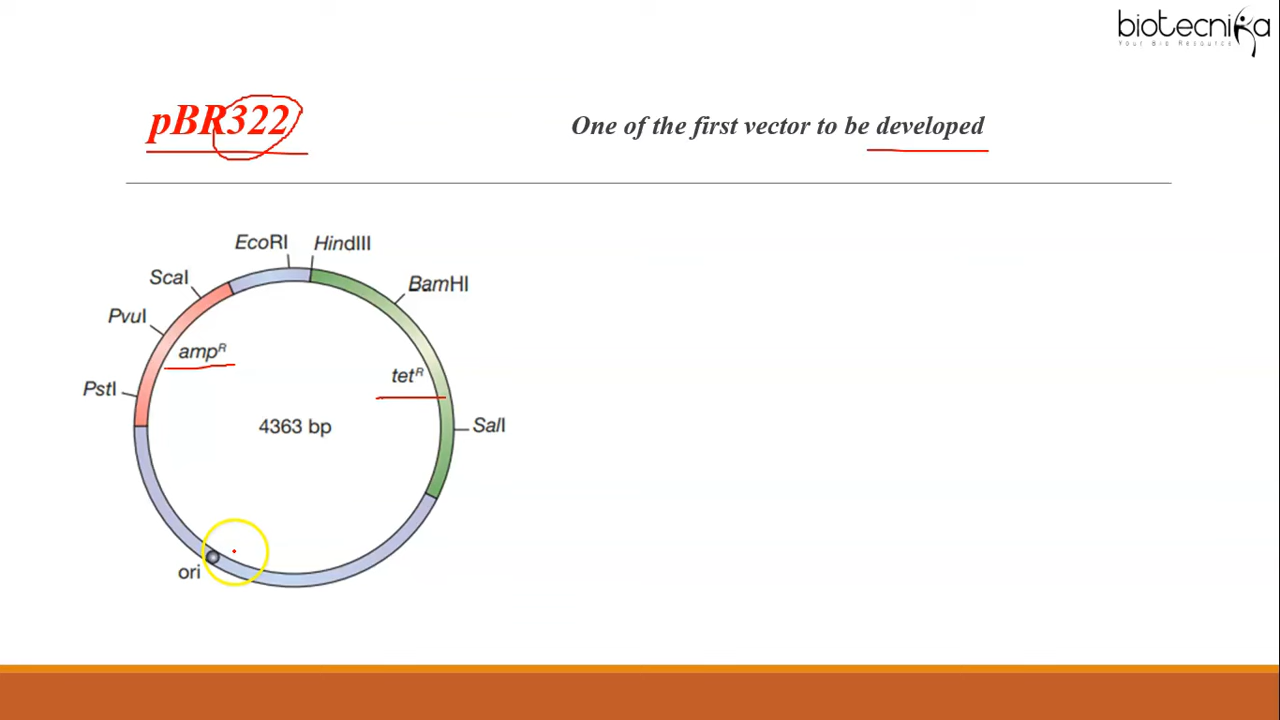 biotecnika
Your Bio Resource
pBR322
One of the first vector to be developed
EcoRI
HindIII
ScaI
BamHI
PvuI
ampR
tetR
PstI
4363 bp
SalI
ori